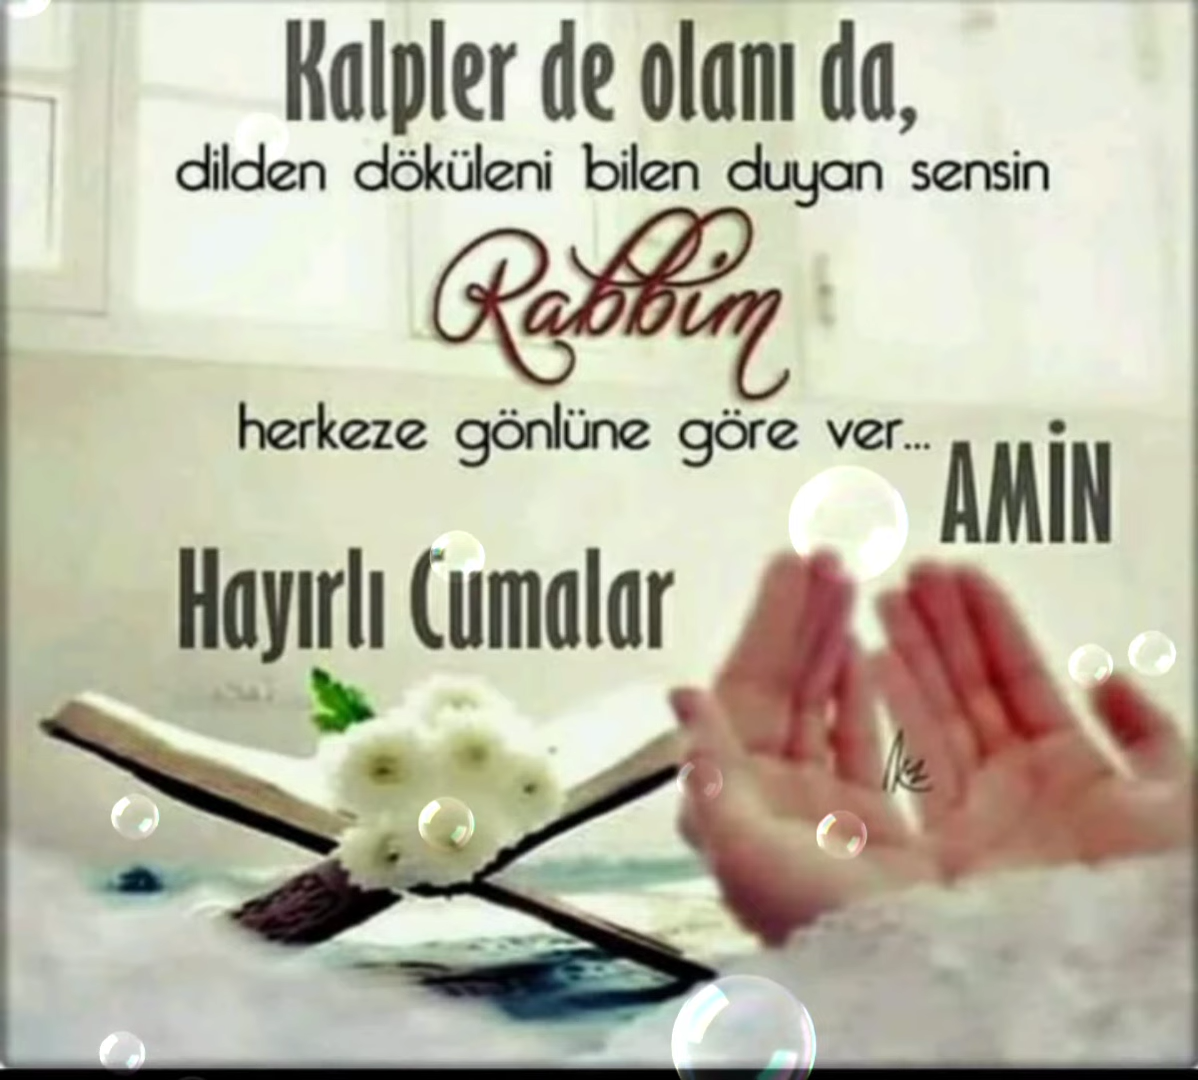 Kalpler de olanı da,
dilden döküleni bilen duyan sensin
Rabbim
herkeze gönlüne göre ver...
AMİN
Hayırlı Cumalar